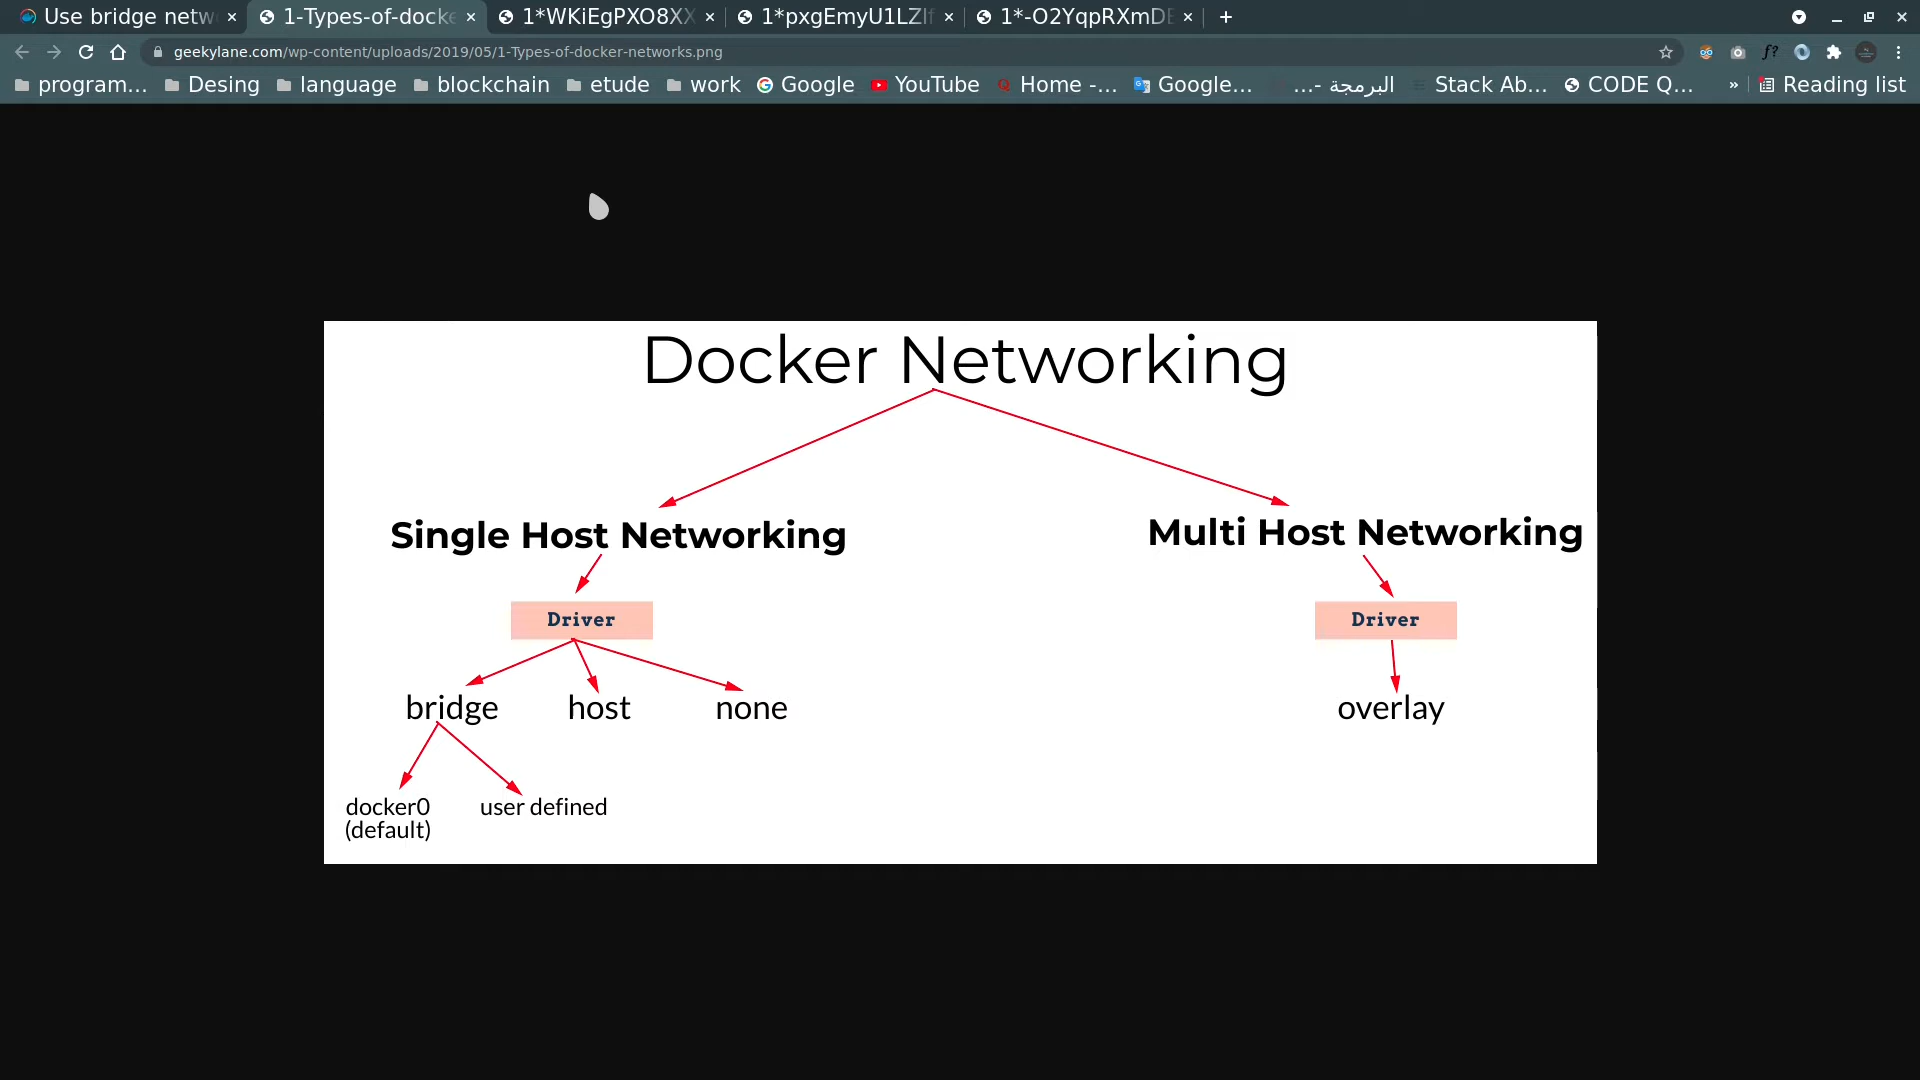 Use bridge netw
1-Types-of-docke
1*WKiEgPXO8XX
1*pxgEmyU1LZIf
1*-O2YqpRXmDE
geekylane.com/wp-content/uploads/2019/05/1-Types-of-docker-networks.png
program...
Desing
language
blockchain
etude
work
Google
YouTube
Home -...
Google...
البرمجة -...
Stack Ab...
CODE Q...
»
Reading list
Docker Networking
Single Host Networking
Multi Host Networking
Driver
Driver
bridge
host
none
overlay
docker0
(default)
user defined